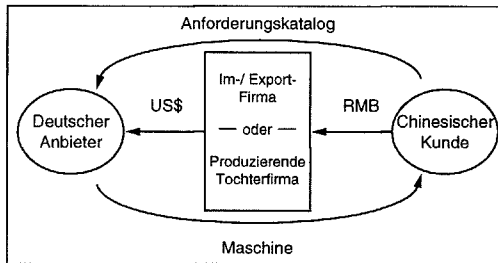 Anforderungskatalog
Im-/ Export-
Firma
US$
RMB
Deutscher
Anbieter
— oder —
Chinesischer
Kunde
Produzierende
Tochterfirma
Maschine